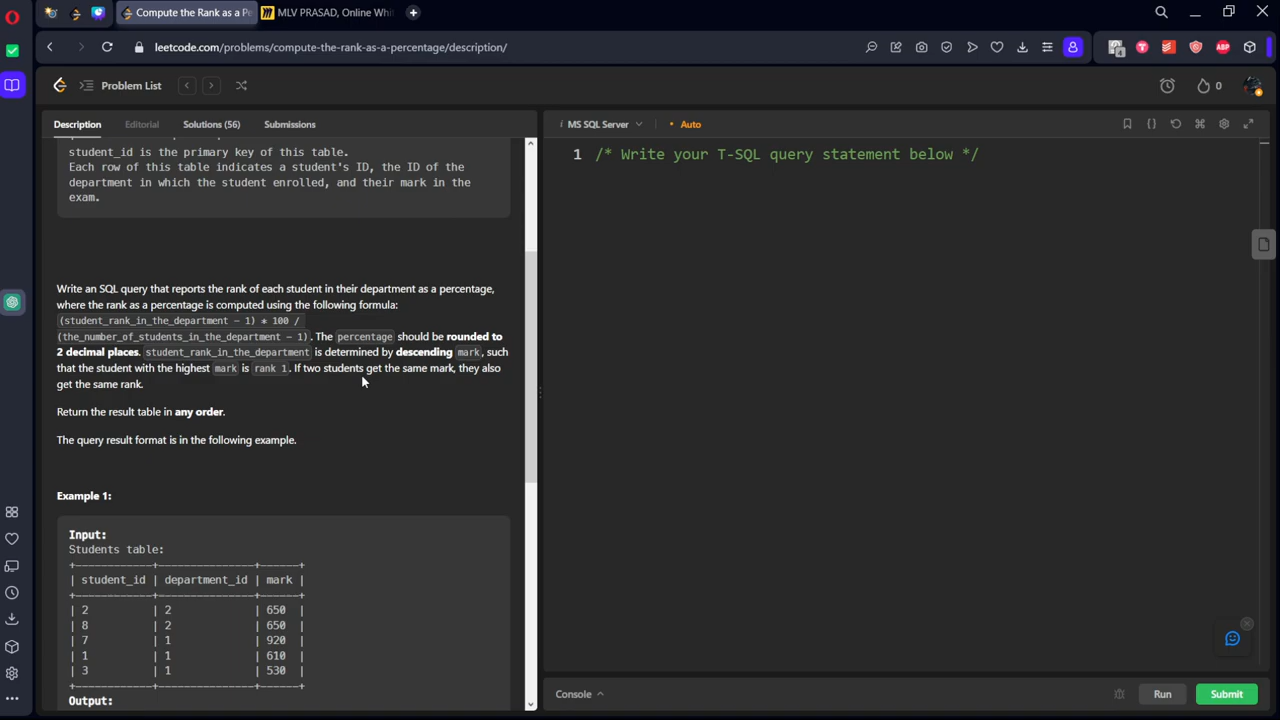 Compute the Rank as a Pe
MLV PRASAD, Online Whi
leetcode.com/problems/compute-the-rank-as-a-percentage/description/
4
ABP
Problem List
0
Description
Editorial
Solutions (56)
Submissions
i MS SQL Server
• Auto
student_id is the primary key of this table.
Each row of this table indicates a student's ID, the ID of the
department in which the student enrolled, and their mark in the
exam.
Write an SQL query that reports the rank of each student in their department as a percentage,
where the rank as a percentage is computed using the following formula:
(student_rank_in_the_department - 1) * 100 /
(the_number_of_students_in_the_department - 1). The percentage should be rounded to
2 decimal places. student_rank_in_the_department is determined by descending mark, such
that the student with the highest mark is rank 1. If two students get the same mark, they also
get the same rank.
Return the result table in any order.
The query result format is in the following example.
Example 1:
Input:
Students table:
+------------+---------------+------+
| student_id | department_id | mark |
+------------+---------------+------+
| 2 | 2 | 650 |
| 8 | 2 | 650 |
| 7 | 1 | 920 |
| 1 | 1 | 610 |
| 3 | 1 | 530 |
+------------+---------------+------+
Output:
1 /* Write your T-SQL query statement below */
Console
Run
Submit